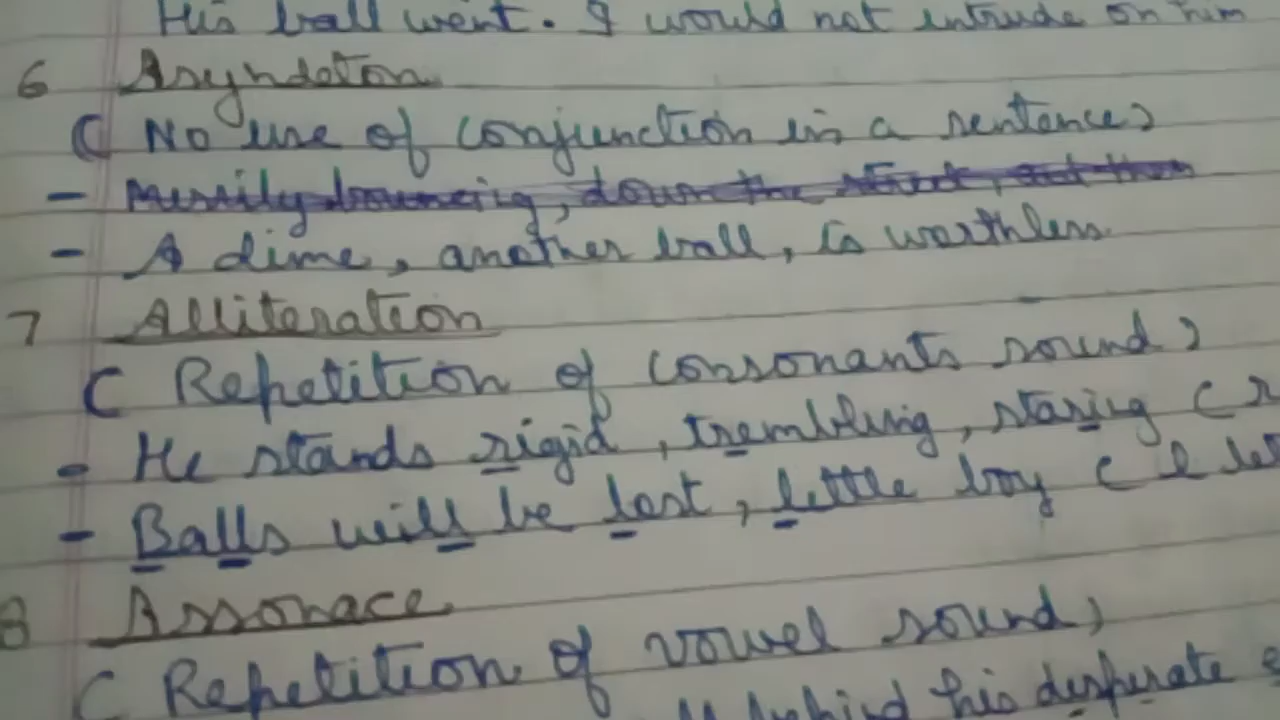 His ball went. I would not intrude on him
6 Asyndeton
( No use of conjunction in a sentence)
- Merrily bouncing, down the street, and then
- A dime, another ball, is worthless
7 Alliteration
( Repetition of consonants sound)
- He stands rigid, trembling, staring (
- Balls will be lost, little boy ( l
8 Assonace
( Repetition of vowel sound)
behind his desperate